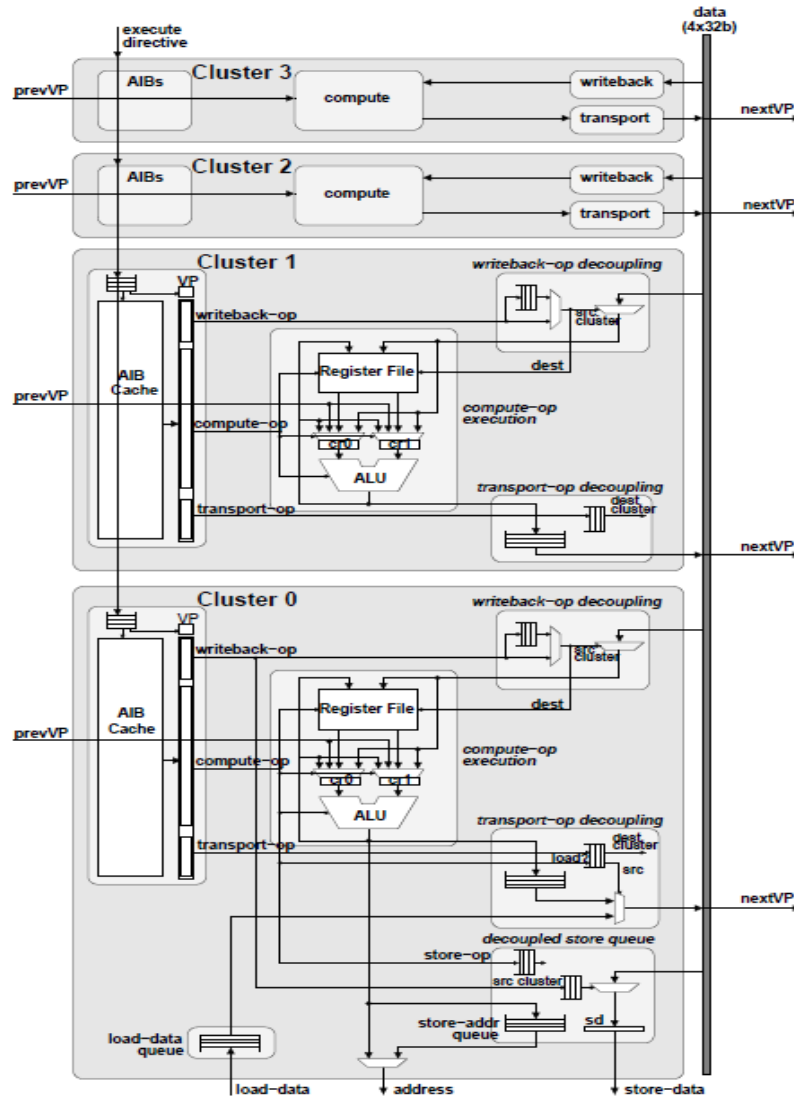 data
(4x32b)
execute
directive
Cluster 3
AIBs
compute
writeback
transport
prevVP
nextVP
Cluster 2
AIBs
compute
writeback
transport
prevVP
nextVP
Cluster 1
writeback-op decoupling
VP
writeback-op
src
cluster
AIB
Cache
Register File
dest
prevVP
compute-op
compute-op
execution
cr0
cr1
ALU
transport-op decoupling
transport-op
dest
cluster
nextVP
Cluster 0
writeback-op decoupling
VP
writeback-op
src
cluster
AIB
Cache
Register File
dest
prevVP
compute-op
compute-op
execution
cr0
cr1
ALU
transport-op decoupling
transport-op
dest
cluster
load?
src
nextVP
decoupled store queue
store-op
src cluster
store-addr
queue
sd
load-data
queue
load-data
address
store-data